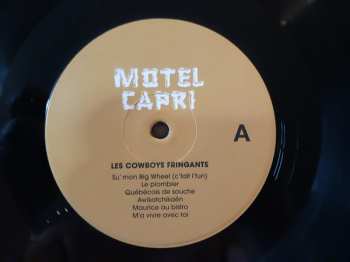 MOTEL
CAPRI
A
LES COWBOYS FRINGANTS
Su' mon Big Wheel (c'fait l'fun)
Le plombier
Québécois de souche
Awikatchikaën
Maurice au bistro
M'a vivre avec toi